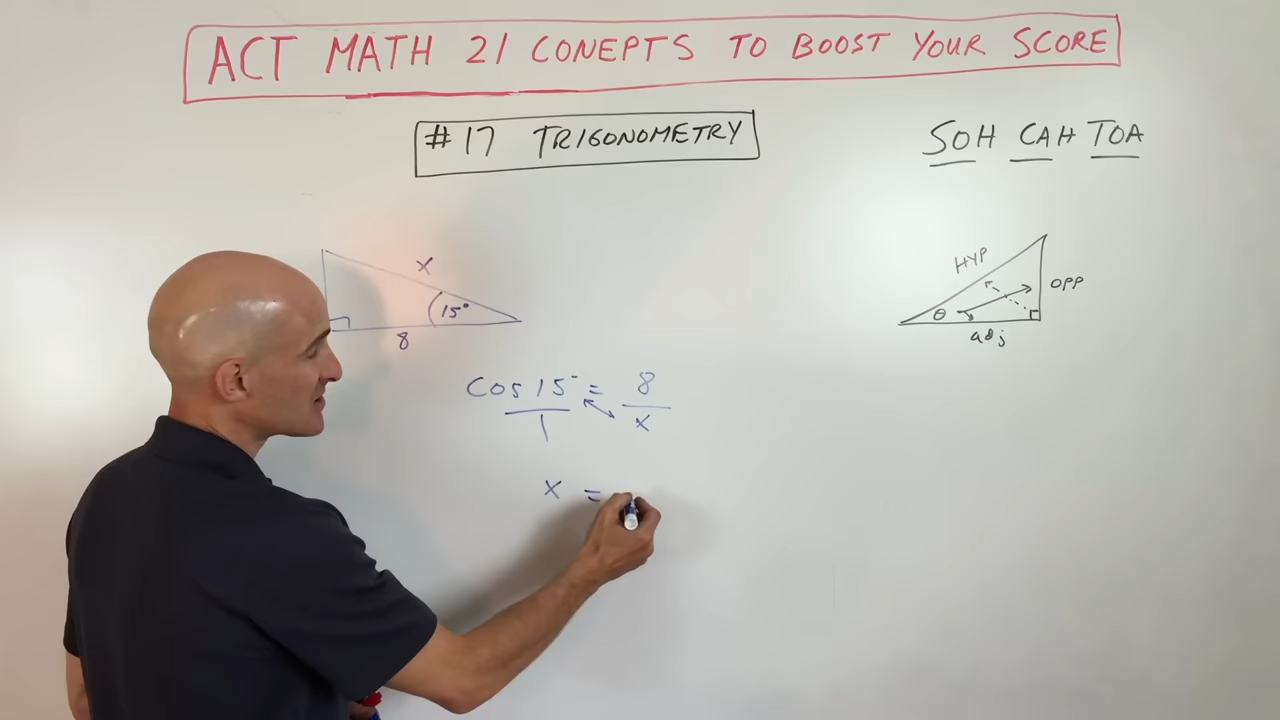 ACT MATH 21 CONEPTS TO BOOST YOUR SCORE
#17 TRIGONOMETRY
SOH CAH TOA
x
15°
8
HYP
OPP
θ
adj
cos 15° = 8
1 x
x =